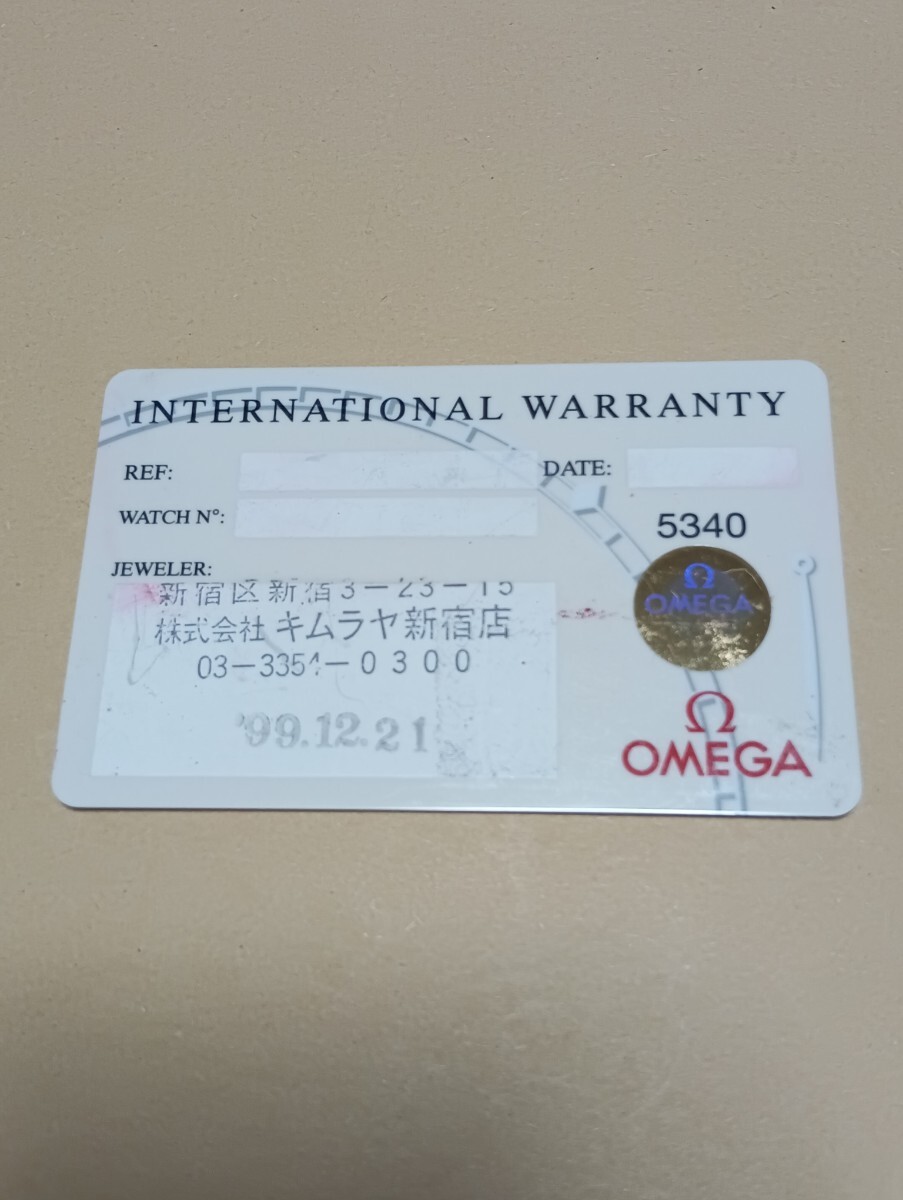 INTERNATIONAL WARRANTY
REF:
DATE:
WATCH N°:
5340
JEWELER:
新宿区新宿3-23-15
株式会社 キムラヤ新宿店
03-3354-0300
'99.12.21
Ω
OMEGA
Ω
OMEGA